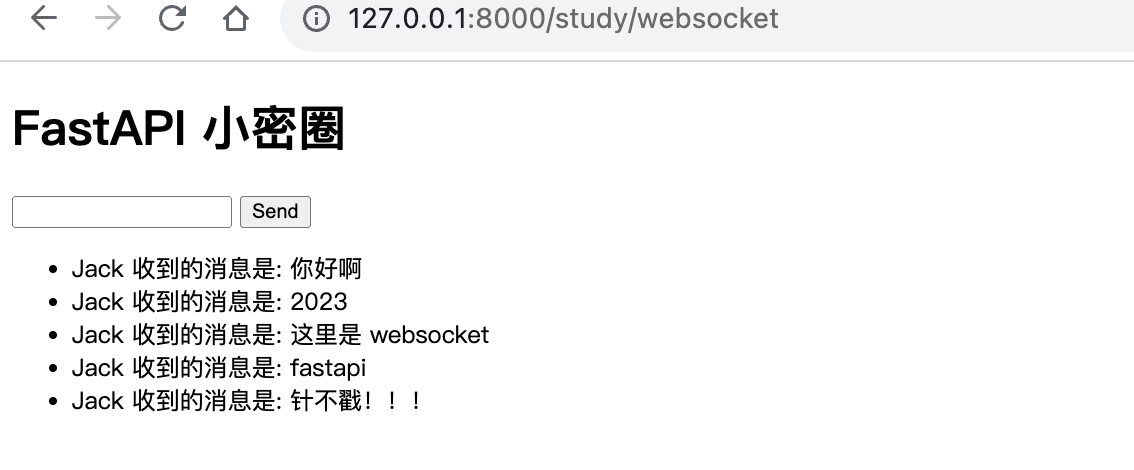 127.0.0.1:8000/study/websocket
FastAPI 小密圈
Send
Jack 收到的消息是: 你好啊
Jack 收到的消息是: 2023
Jack 收到的消息是: 这里是 websocket
Jack 收到的消息是: fastapi
Jack 收到的消息是: 针不戳！！！